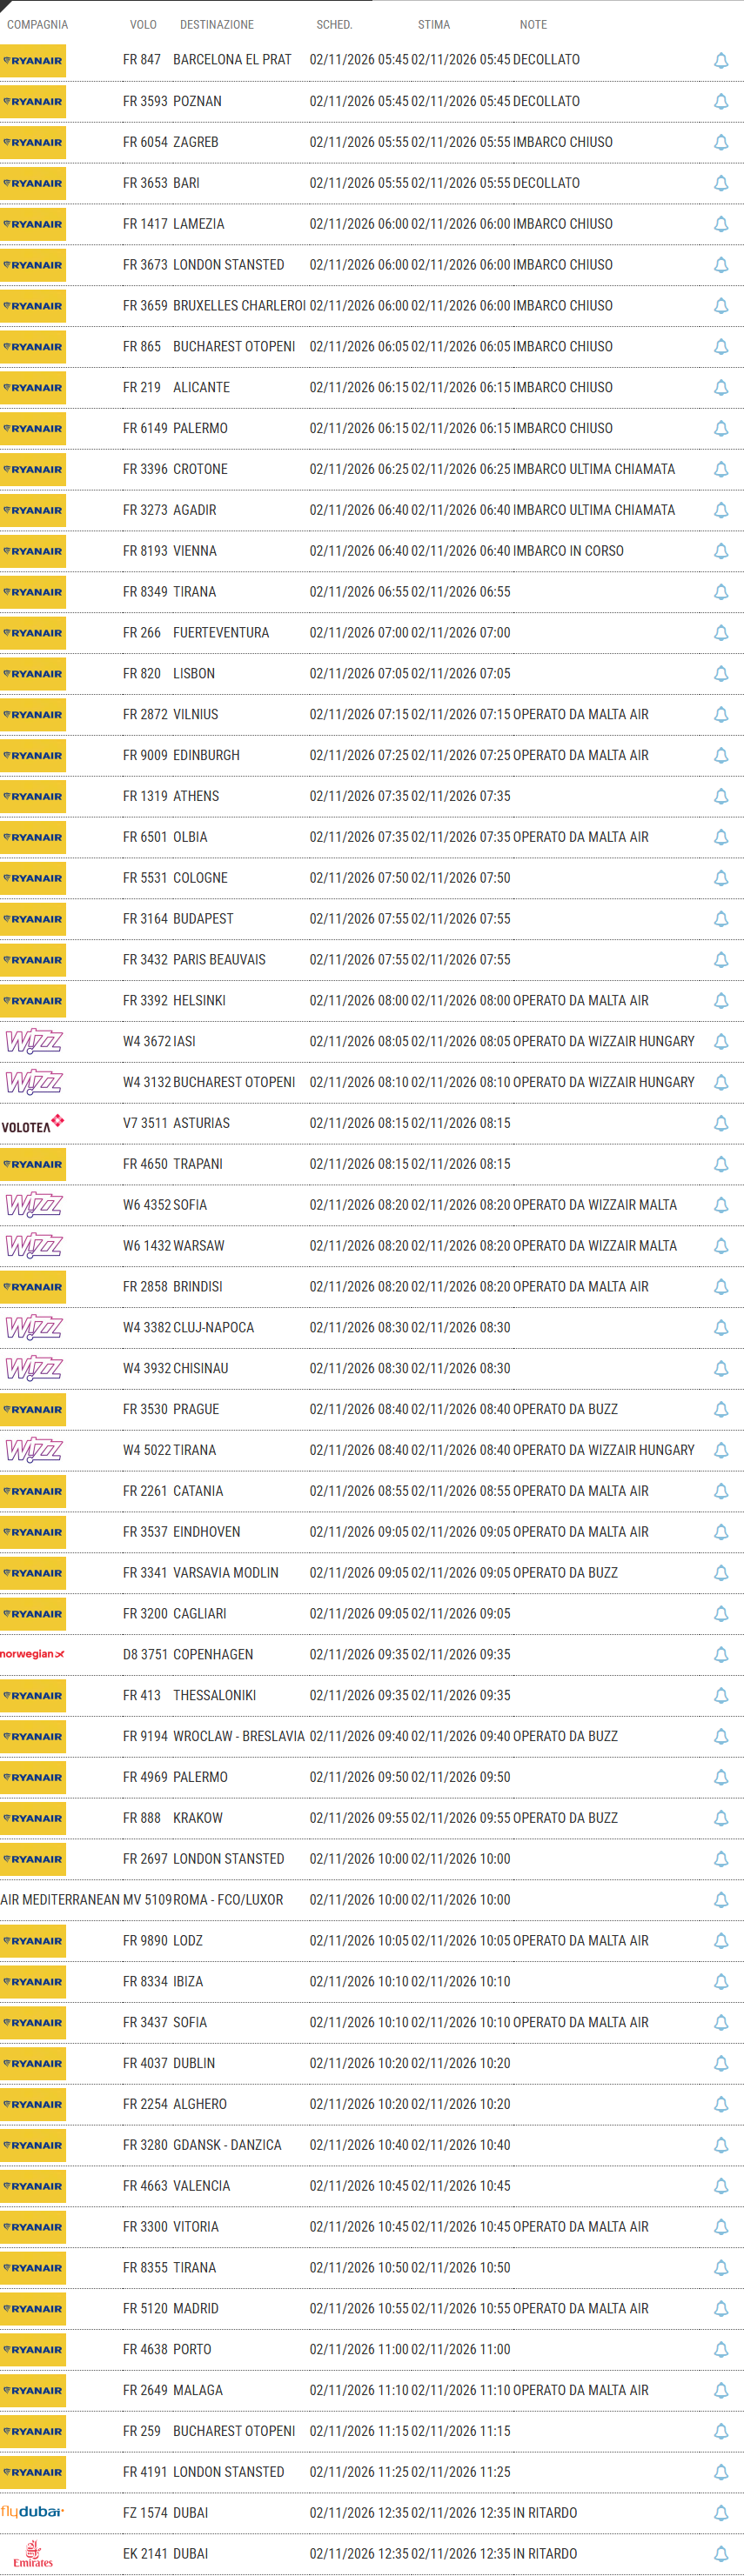 COMPAGNIA VOLO DESTINAZIONE SCHED. STIMA NOTE
RYANAIR FR 847 BARCELONA EL PRAT 02/11/2026 05:45 02/11/2026 05:45 DECOLLATO
RYANAIR FR 3593 POZNAN 02/11/2026 05:45 02/11/2026 05:45 DECOLLATO
RYANAIR FR 6054 ZAGREB 02/11/2026 05:55 02/11/2026 05:55 IMBARCO CHIUSO
RYANAIR FR 3653 BARI 02/11/2026 05:55 02/11/2026 05:55 DECOLLATO
RYANAIR FR 1417 LAMEZIA 02/11/2026 06:00 02/11/2026 06:00 IMBARCO CHIUSO
RYANAIR FR 3673 LONDON STANSTED 02/11/2026 06:00 02/11/2026 06:00 IMBARCO CHIUSO
RYANAIR FR 3659 BRUXELLES CHARLEROI 02/11/2026 06:00 02/11/2026 06:00 IMBARCO CHIUSO
RYANAIR FR 865 BUCHAREST OTOPENI 02/11/2026 06:05 02/11/2026 06:05 IMBARCO CHIUSO
RYANAIR FR 219 ALICANTE 02/11/2026 06:15 02/11/2026 06:15 IMBARCO CHIUSO
RYANAIR FR 6149 PALERMO 02/11/2026 06:15 02/11/2026 06:15 IMBARCO CHIUSO
RYANAIR FR 3396 CROTONE 02/11/2026 06:25 02/11/2026 06:25 IMBARCO ULTIMA CHIAMATA
RYANAIR FR 3273 AGADIR 02/11/2026 06:40 02/11/2026 06:40 IMBARCO ULTIMA CHIAMATA
RYANAIR FR 8193 VIENNA 02/11/2026 06:40 02/11/2026 06:40 IMBARCO IN CORSO
RYANAIR FR 8349 TIRANA 02/11/2026 06:55 02/11/2026 06:55
RYANAIR FR 266 FUERTEVENTURA 02/11/2026 07:00 02/11/2026 07:00
RYANAIR FR 820 LISBON 02/11/2026 07:05 02/11/2026 07:05
RYANAIR FR 2872 VILNIUS 02/11/2026 07:15 02/11/2026 07:15 OPERATO DA MALTA AIR
RYANAIR FR 9009 EDINBURGH 02/11/2026 07:25 02/11/2026 07:25 OPERATO DA MALTA AIR
RYANAIR FR 1319 ATHENS 02/11/2026 07:35 02/11/2026 07:35
RYANAIR FR 6501 OLBIA 02/11/2026 07:35 02/11/2026 07:35 OPERATO DA MALTA AIR
RYANAIR FR 5531 COLOGNE 02/11/2026 07:50 02/11/2026 07:50
RYANAIR FR 3164 BUDAPEST 02/11/2026 07:55 02/11/2026 07:55
RYANAIR FR 3432 PARIS BEAUVAIS 02/11/2026 07:55 02/11/2026 07:55
RYANAIR FR 3392 HELSINKI 02/11/2026 08:00 02/11/2026 08:00 OPERATO DA MALTA AIR
WIZZ W4 3672 IASI 02/11/2026 08:05 02/11/2026 08:05 OPERATO DA WIZZAIR HUNGARY
WIZZ W4 3132 BUCHAREST OTOPENI 02/11/2026 08:10 02/11/2026 08:10 OPERATO DA WIZZAIR HUNGARY
VOLOTEA V7 3511 ASTURIAS 02/11/2026 08:15 02/11/2026 08:15
RYANAIR FR 4650 TRAPANI 02/11/2026 08:15 02/11/2026 08:15
WIZZ W6 4352 SOFIA 02/11/2026 08:20 02/11/2026 08:20 OPERATO DA WIZZAIR MALTA
WIZZ W6 1432 WARSAW 02/11/2026 08:20 02/11/2026 08:20 OPERATO DA WIZZAIR MALTA
RYANAIR FR 2858 BRINDISI 02/11/2026 08:20 02/11/2026 08:20 OPERATO DA MALTA AIR
WIZZ W4 3382 CLUJ-NAPOCA 02/11/2026 08:30 02/11/2026 08:30
WIZZ W4 3932 CHISINAU 02/11/2026 08:30 02/11/2026 08:30
RYANAIR FR 3530 PRAGUE 02/11/2026 08:40 02/11/2026 08:40 OPERATO DA BUZZ
WIZZ W4 5022 TIRANA 02/11/2026 08:40 02/11/2026 08:40 OPERATO DA WIZZAIR HUNGARY
RYANAIR FR 2261 CATANIA 02/11/2026 08:55 02/11/2026 08:55 OPERATO DA MALTA AIR
RYANAIR FR 3537 EINDHOVEN 02/11/2026 09:05 02/11/2026 09:05 OPERATO DA MALTA AIR
RYANAIR FR 3341 VARSAVIA MODLIN 02/11/2026 09:05 02/11/2026 09:05 OPERATO DA BUZZ
RYANAIR FR 3200 CAGLIARI 02/11/2026 09:05 02/11/2026 09:05
norwegian D8 3751 COPENHAGEN 02/11/2026 09:35 02/11/2026 09:35
RYANAIR FR 413 THESSALONIKI 02/11/2026 09:35 02/11/2026 09:35
RYANAIR FR 9194 WROCLAW - BRESLAVIA 02/11/2026 09:40 02/11/2026 09:40 OPERATO DA BUZZ
RYANAIR FR 4969 PALERMO 02/11/2026 09:50 02/11/2026 09:50
RYANAIR FR 888 KRAKOW 02/11/2026 09:55 02/11/2026 09:55 OPERATO DA BUZZ
RYANAIR FR 2697 LONDON STANSTED 02/11/2026 10:00 02/11/2026 10:00
AIR MEDITERRANEAN MV 5109 ROMA - FCO/LUXOR 02/11/2026 10:00 02/11/2026 10:00
RYANAIR FR 9890 LODZ 02/11/2026 10:05 02/11/2026 10:05 OPERATO DA MALTA AIR
RYANAIR FR 8334 IBIZA 02/11/2026 10:10 02/11/2026 10:10
RYANAIR FR 3437 SOFIA 02/11/2026 10:10 02/11/2026 10:10 OPERATO DA MALTA AIR
RYANAIR FR 4037 DUBLIN 02/11/2026 10:20 02/11/2026 10:20
RYANAIR FR 2254 ALGHERO 02/11/2026 10:20 02/11/2026 10:20
RYANAIR FR 3280 GDANSK - DANZICA 02/11/2026 10:40 02/11/2026 10:40
RYANAIR FR 4663 VALENCIA 02/11/2026 10:45 02/11/2026 10:45
RYANAIR FR 3300 VITORIA 02/11/2026 10:45 02/11/2026 10:45 OPERATO DA MALTA AIR
RYANAIR FR 8355 TIRANA 02/11/2026 10:50 02/11/2026 10:50
RYANAIR FR 5120 MADRID 02/11/2026 10:55 02/11/2026 10:55 OPERATO DA MALTA AIR
RYANAIR FR 4638 PORTO 02/11/2026 11:00 02/11/2026 11:00
RYANAIR FR 2649 MALAGA 02/11/2026 11:10 02/11/2026 11:10 OPERATO DA MALTA AIR
RYANAIR FR 259 BUCHAREST OTOPENI 02/11/2026 11:15 02/11/2026 11:15
RYANAIR FR 4191 LONDON STANSTED 02/11/2026 11:25 02/11/2026 11:25
flydubai FZ 1574 DUBAI 02/11/2026 12:35 02/11/2026 12:35 IN RITARDO
Emirates EK 2141 DUBAI 02/11/2026 12:35 02/11/2026 12:35 IN RITARDO